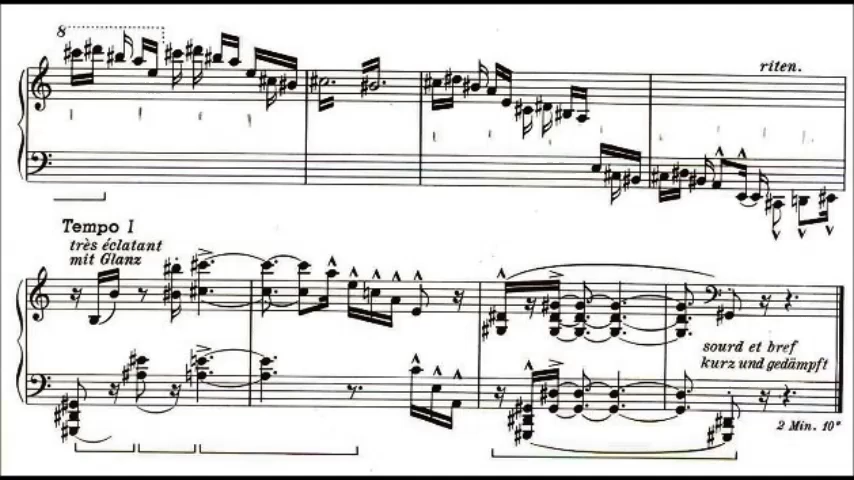 8
riten.
Tempo I
très éclatant
mit Glanz
sourd et bref
kurz und gedämpft
2 Min. 10"